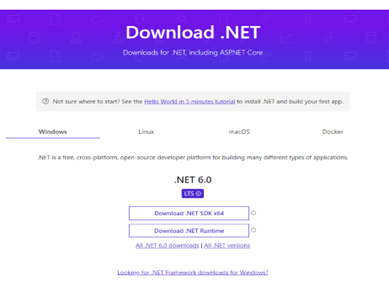 Download .NET
Downloads for .NET, including ASP.NET Core
Not sure where to start? See the Hello World in 5 minutes tutorial to install .NET and build your first app.
Windows Linux macOS Docker
.NET is a free, cross-platform, open-source developer platform for building many different types of applications.
.NET 6.0
LTS
Download .NET SDK x64
Download .NET Runtime
All .NET 6.0 downloads | All .NET versions
Looking for .NET Framework downloads for Windows?